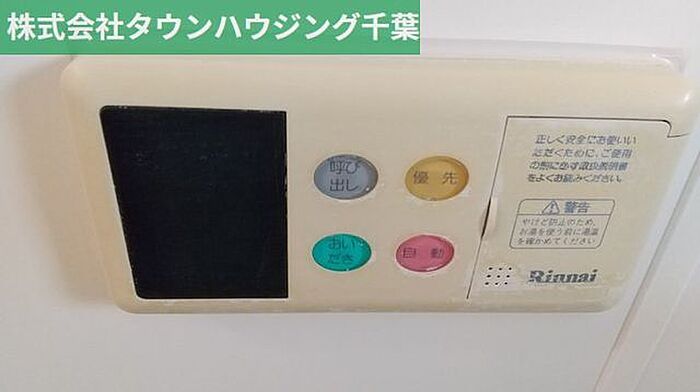 株式会社タウンハウジング千葉
呼び
出し
優先
おい
だき
自動
正しく安全にお使いい
ただくために、ご使用
の前に必ず取扱説明書
をよくお読みください。
警告
やけど防止のため、
お湯を使う前に湯温
を確かめてください
Rinnai